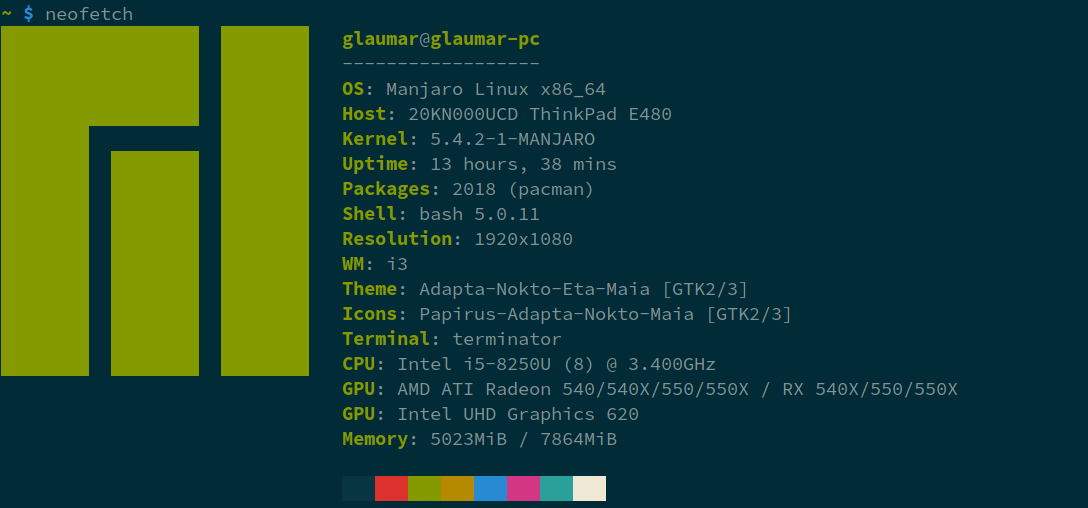 ~ $ neofetch
glaumar@glaumar-pc
------------------
OS: Manjaro Linux x86_64
Host: 20KN000UCD ThinkPad E480
Kernel: 5.4.2-1-MANJARO
Uptime: 13 hours, 38 mins
Packages: 2018 (pacman)
Shell: bash 5.0.11
Resolution: 1920x1080
WM: i3
Theme: Adapta-Nokto-Eta-Maia [GTK2/3]
Icons: Papirus-Adapta-Nokto-Maia [GTK2/3]
Terminal: terminator
CPU: Intel i5-8250U (8) @ 3.400GHz
GPU: AMD ATI Radeon 540/540X/550/550X / RX 540X/550/550X
GPU: Intel UHD Graphics 620
Memory: 5023MiB / 7864MiB